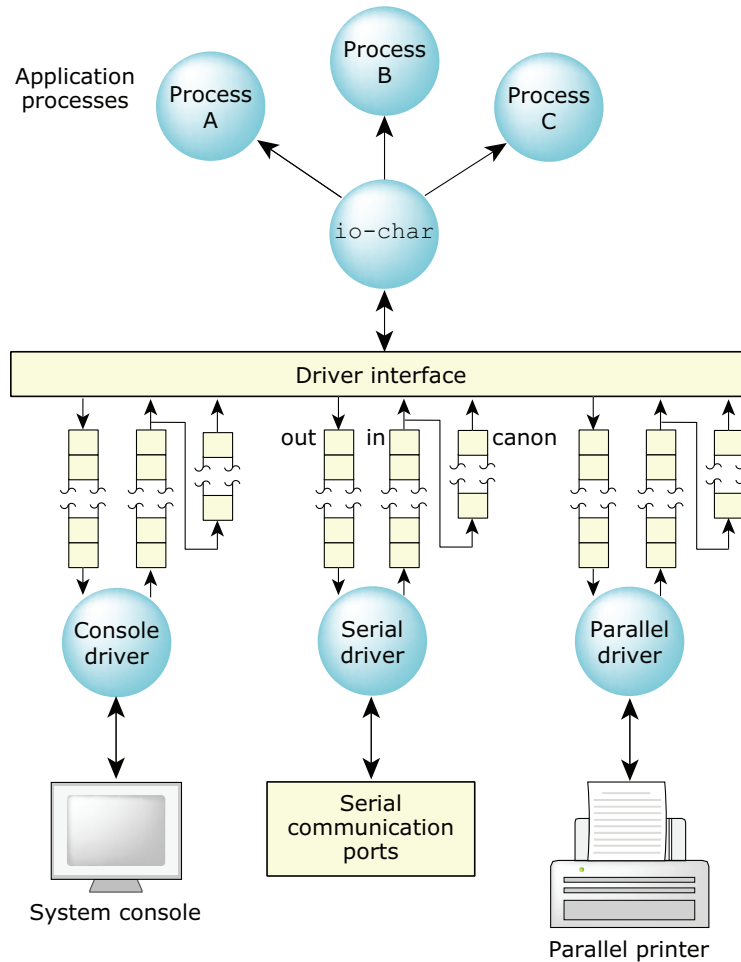 Application
processes
Process
A
Process
B
Process
C
io-char
Driver interface
out
in
canon
Console
driver
Serial
driver
Parallel
driver
Serial
communication
ports
System console
Parallel printer